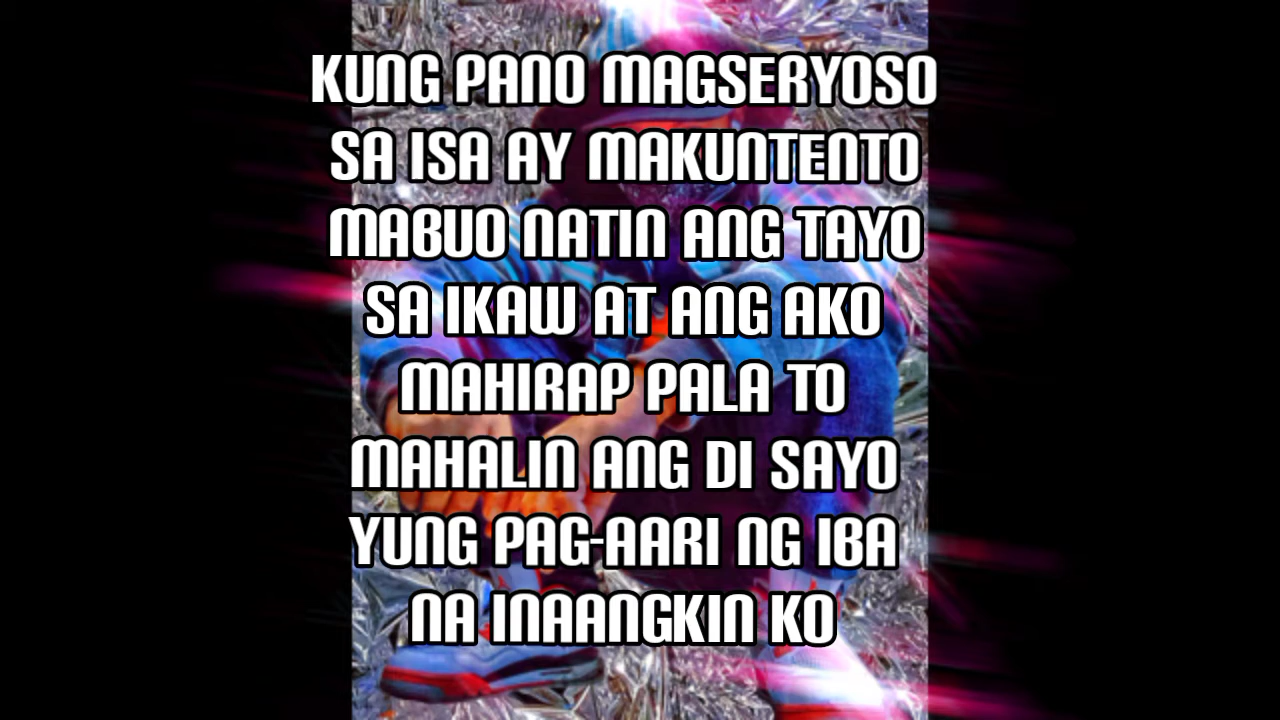 KUNG PANO MAGSERYOSO
SA ISA AY MAKUNTENTO
MABUO NATIN ANG TAYO
SA IKAW AT ANG AKO
MAHIRAP PALA TO
MAHALIN ANG DI SAYO
YUNG PAG-AARI NG IBA
NA INAANGKIN KO